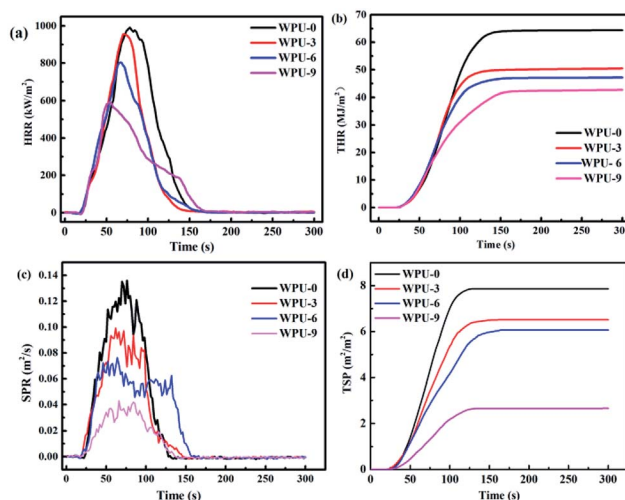 (a)
WPU-0
WPU-3
WPU-6
WPU-9
HRR (kW/m²)
1000
800
600
400
200
0
0 50 100 150 200 250 300
Time (s)
(b)
WPU-0
WPU-3
WPU- 6
WPU-9
THR (MJ/m²)
70
60
50
40
30
20
10
0
0 50 100 150 200 250 300
Time (s)
(c)
WPU-0
WPU-3
WPU-6
WPU-9
SPR (m²/s)
0.14
0.12
0.10
0.08
0.06
0.04
0.02
0.00
0 50 100 150 200 250 300
Time (s)
(d)
WPU-0
WPU-3
WPU-6
WPU-9
TSP (m²/m²)
8
6
4
2
0
0 50 100 150 200 250 300
Time (s)